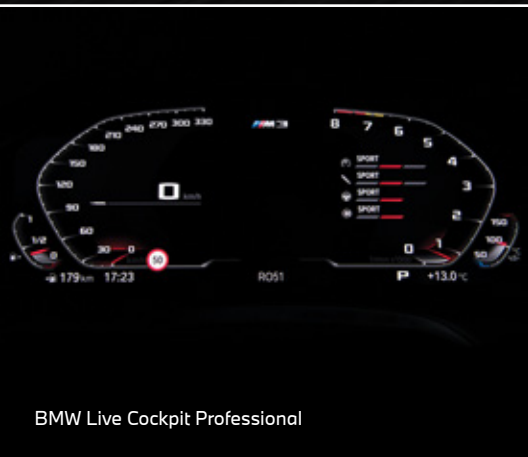 210 240 270 300 330
M3
8 7 6 5 4 3 2 1 0
180
150
120
90
60
30 0
0 km/h
SPORT
SPORT
SPORT
SPORT
1
1/2
0
150
100
50
50
179 km 17:23
RO51
P +13.0 °C
BMW Live Cockpit Professional